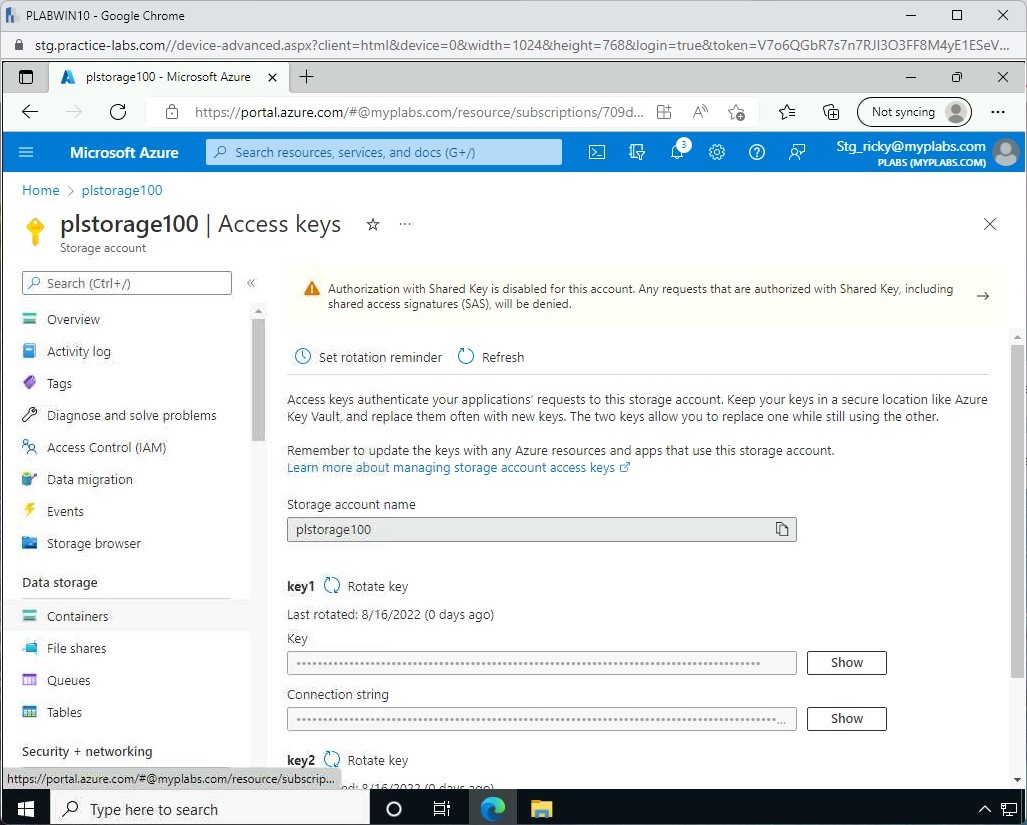 PLABWIN10 - Google Chrome
stg.practice-labs.com//device-advanced.aspx?client=html&device=0&width=1024&height=768&login=true&token=V7o6QGbR7s7n7RJI3O3FF8M4yE1ESeV...
plstorage100 - Microsoft Azure
https://portal.azure.com/#@myplabs.com/resource/subscriptions/709d...
Not syncing
Microsoft Azure
Search resources, services, and docs (G+/)
3
Stg_ricky@myplabs.com
PLABS (MYPLABS.COM)
Home > plstorage100
plstorage100 | Access keys
Storage account
Search (Ctrl+/)
Overview
Activity log
Tags
Diagnose and solve problems
Access Control (IAM)
Data migration
Events
Storage browser
Data storage
Containers
File shares
Queues
Tables
Security + networking
https://portal.azure.com/#@myplabs.com/resource/subscrip...
Authorization with Shared Key is disabled for this account. Any requests that are authorized with Shared Key, including
shared access signatures (SAS), will be denied.
Set rotation reminder
Refresh
Access keys authenticate your applications' requests to this storage account. Keep your keys in a secure location like Azure
Key Vault, and replace them often with new keys. The two keys allow you to replace one while still using the other.
Remember to update the keys with any Azure resources and apps that use this storage account.
Learn more about managing storage account access keys
Storage account name
plstorage100
key1 Rotate key
Last rotated: 8/16/2022 (0 days ago)
Key
Show
Connection string
Show
key2 Rotate key
ed: 8/16/2022 (0 days ago)
Type here to search